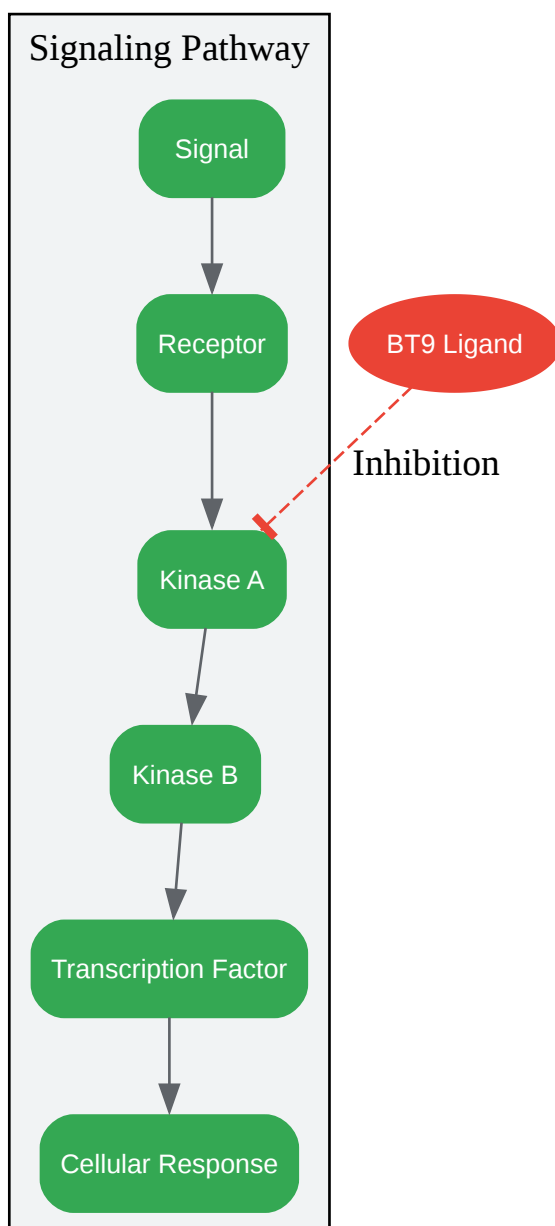 Signaling Pathway
Signal
Receptor
BT9 Ligand
Inhibition
Kinase A
Kinase B
Transcription Factor
Cellular Response